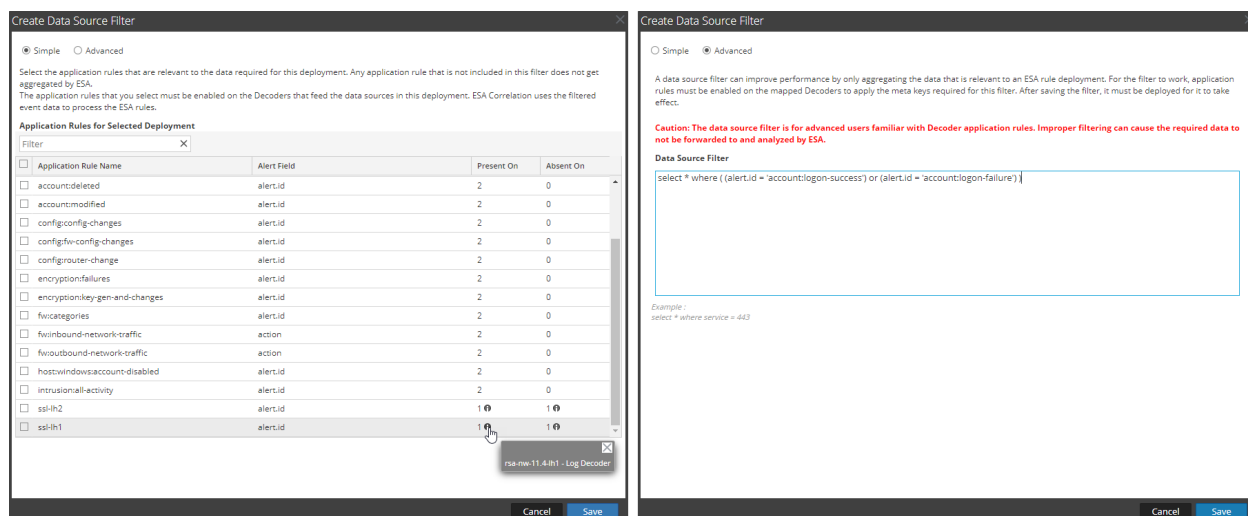 Create Data Source Filter
Simple Advanced
Select the application rules that are relevant to the data required for this deployment. Any application rule that is not included in this filter does not get
aggregated by ESA.
The application rules that you select must be enabled on the Decoders that feed the data sources in this deployment. ESA Correlation uses the filtered
event data to process the ESA rules.
Application Rules for Selected Deployment
Filter
Application Rule Name Alert Field Present On Absent On
account:deleted alert.id 2 0
account:modified alert.id 2 0
config:config-changes alert.id 2 0
config:fw-config-changes alert.id 2 0
config:router-change alert.id 2 0
encryption:failures alert.id 2 0
encryption:key-gen-and-changes alert.id 2 0
fw:categories alert.id 2 0
fw:inbound-network-traffic action 2 0
fw:outbound-network-traffic action 2 0
host:windows:account-disabled alert.id 2 0
intrusion:all-activity alert.id 2 0
ssl-lh2 alert.id 1 1
ssl-lh1 alert.id 1 1
rsa-nw-11.4-lh1 - Log Decoder
Cancel Save
Create Data Source Filter
Simple Advanced
A data source filter can improve performance by only aggregating the data that is relevant to an ESA rule deployment. For the filter to work, application
rules must be enabled on the mapped Decoders to apply the meta keys required for this filter. After saving the filter, it must be deployed for it to take
effect.
Caution: The data source filter is for advanced users familiar with Decoder application rules. Improper filtering can cause the required data to
not be forwarded to and analyzed by ESA.
Data Source Filter
select * where ( (alert.id = 'account:logon-success') or (alert.id = 'account:logon-failure') )
Example :
select * where service = 443
Cancel Save